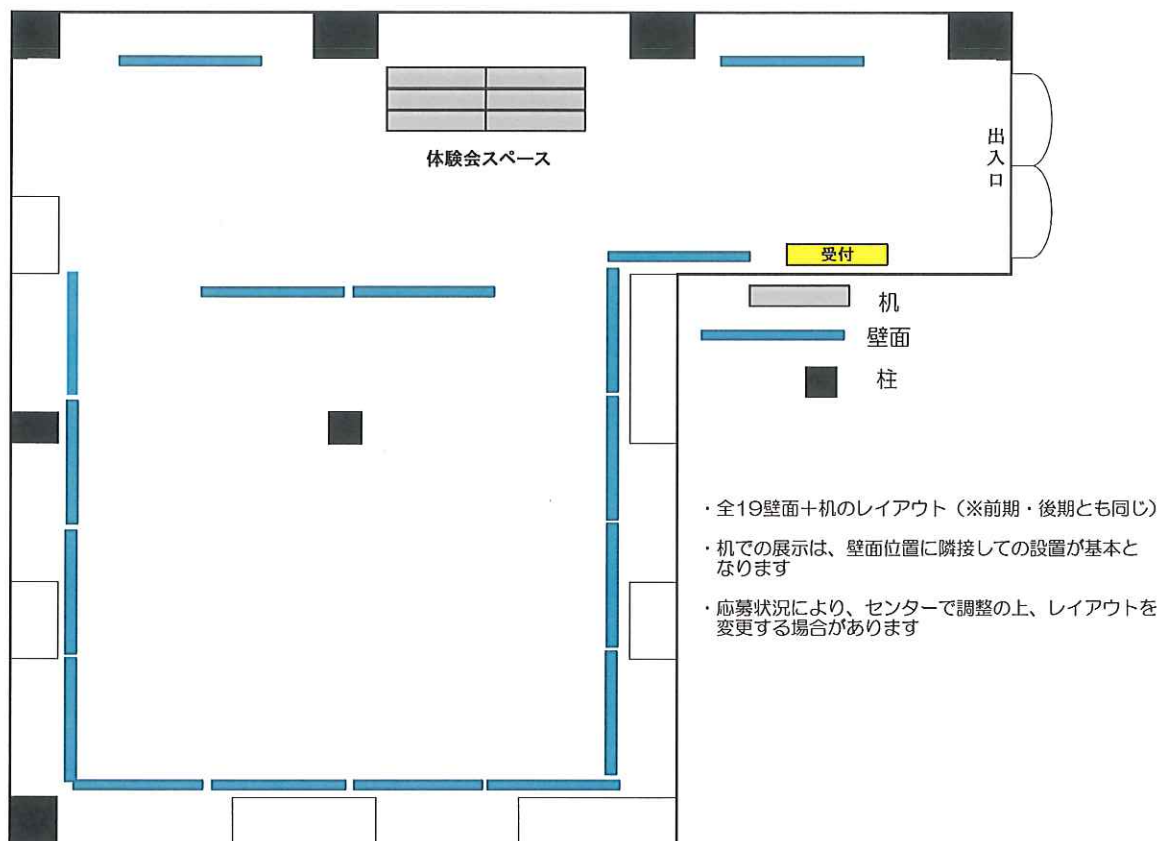 体験会スペース
出入口
受付
机
壁面
柱
・全19壁面＋机のレイアウト（※前期・後期とも同じ）
・机での展示は、壁面位置に隣接しての設置が基本と
なります
・応募状況により、センターで調整の上、レイアウトを
変更する場合があります